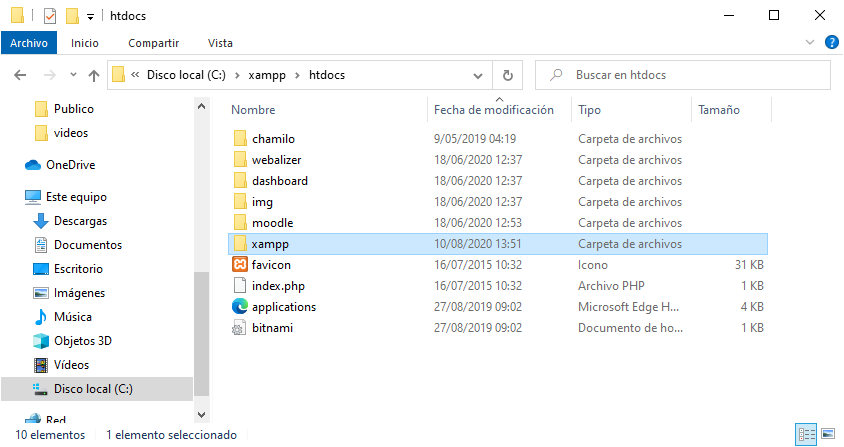 htdocs
Archivo Inicio Compartir Vista
« Disco local (C:) > xampp > htdocs Buscar en htdocs
Publico
videos
OneDrive
Este equipo
Descargas
Documentos
Escritorio
Imágenes
Música
Objetos 3D
Vídeos
Disco local (C:)
Red
Nombre Fecha de modificación Tipo Tamaño
chamilo 9/05/2019 04:19 Carpeta de archivos
webalizer 18/06/2020 12:37 Carpeta de archivos
dashboard 18/06/2020 12:37 Carpeta de archivos
img 18/06/2020 12:37 Carpeta de archivos
moodle 18/06/2020 12:53 Carpeta de archivos
xampp 10/08/2020 13:51 Carpeta de archivos
favicon 16/07/2015 10:32 Icono 31 KB
index.php 16/07/2015 10:32 Archivo PHP 1 KB
applications 27/08/2019 09:02 Microsoft Edge H... 4 KB
bitnami 27/08/2019 09:02 Documento de ho... 1 KB
10 elementos 1 elemento seleccionado